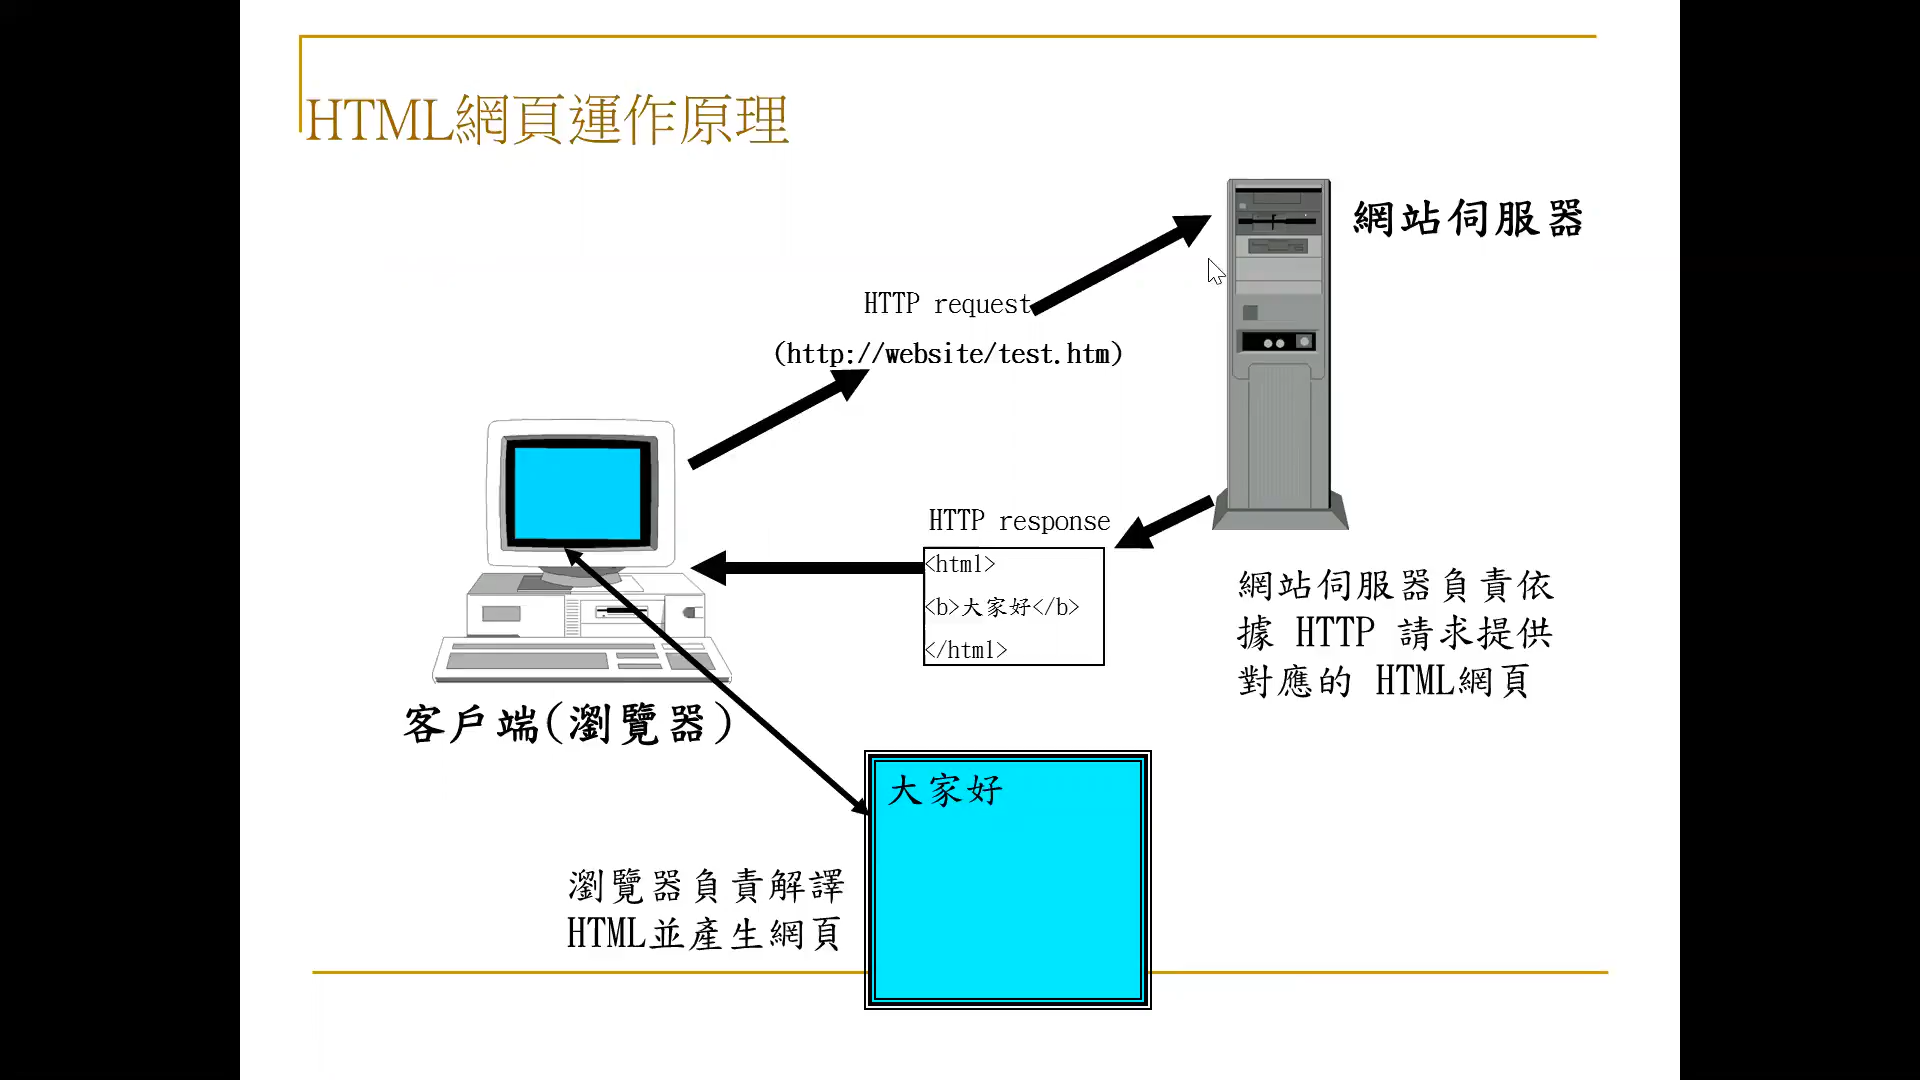 HTML網頁運作原理
網站伺服器
HTTP request
(http://website/test.htm)
HTTP response
<html>
<b>大家好</b>
</html>
網站伺服器負責依
據 HTTP 請求提供
對應的 HTML網頁
客戶端(瀏覽器)
大家好
瀏覽器負責解譯
HTML並產生網頁